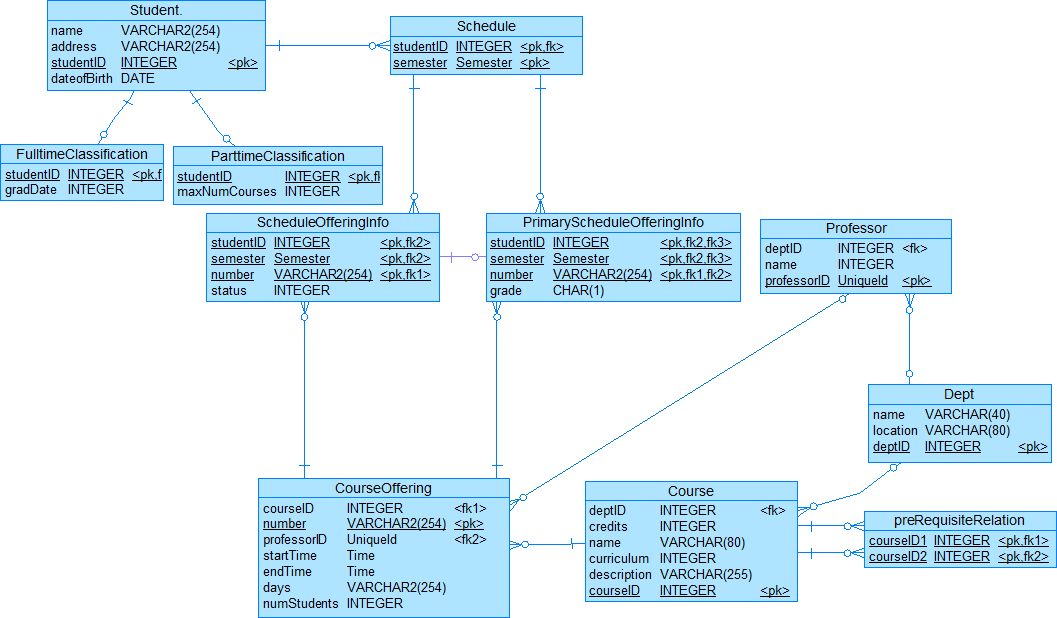 Student.
name VARCHAR2(254)
address VARCHAR2(254)
studentID INTEGER <pk>
dateofBirth DATE
Schedule
studentID INTEGER <pk,fk>
semester Semester <pk>
FulltimeClassification
studentID INTEGER <pk,f
gradDate INTEGER
ParttimeClassification
studentID INTEGER <pk,fl
maxNumCourses INTEGER
ScheduleOfferingInfo
studentID INTEGER <pk,fk2>
semester Semester <pk,fk2>
number VARCHAR2(254) <pk,fk1>
status INTEGER
PrimaryScheduleOfferingInfo
studentID INTEGER <pk,fk2,fk3>
semester Semester <pk,fk2,fk3>
number VARCHAR2(254) <pk,fk1,fk2>
grade CHAR(1)
Professor
deptID INTEGER <fk>
name INTEGER
professorID UniqueId <pk>
Dept
name VARCHAR(40)
location VARCHAR(80)
deptID INTEGER <pk>
CourseOffering
courseID INTEGER <fk1>
number VARCHAR2(254) <pk>
professorID UniqueId <fk2>
startTime Time
endTime Time
days VARCHAR2(254)
numStudents INTEGER
Course
deptID INTEGER <fk>
credits INTEGER
name VARCHAR(80)
curriculum INTEGER
description VARCHAR(255)
courseID INTEGER <pk>
preRequisiteRelation
courseID1 INTEGER <pk,fk1>
courseID2 INTEGER <pk,fk2>